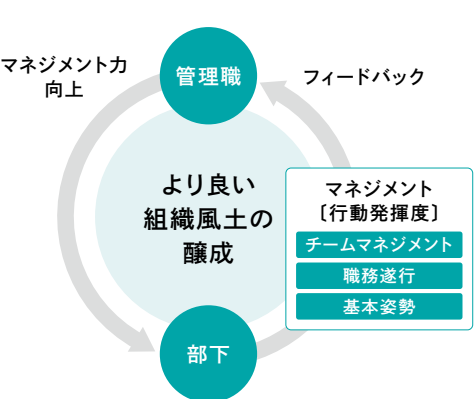 マネジメント力
向上
管理職
フィードバック
より良い
組織風土の
醸成
マネジメント
〔行動発揮度〕
チームマネジメント
職務遂行
基本姿勢
部下